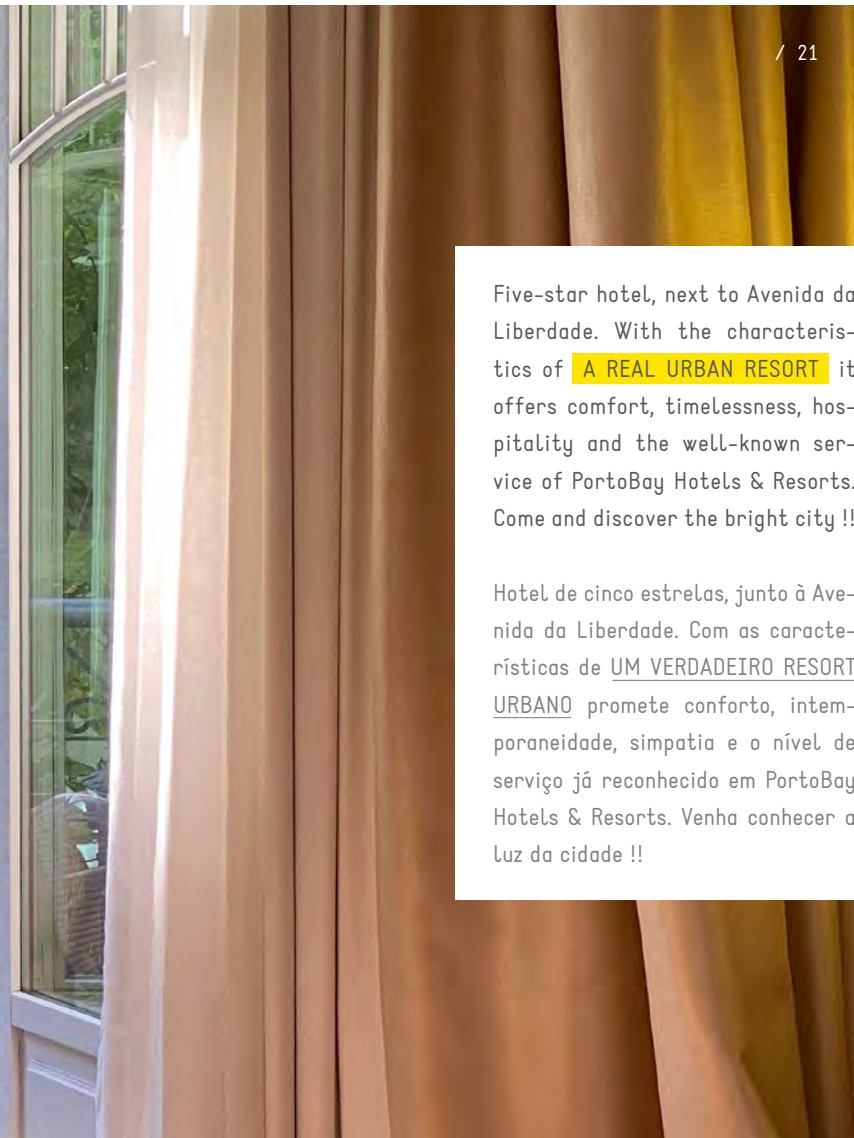 / 21
Five-star hotel, next to Avenida da
Liberdade. With the characteris-
tics of A REAL URBAN RESORT it
offers comfort, timelessness, hos-
pitality and the well-known ser-
vice of PortoBay Hotels & Resorts.
Come and discover the bright city !!
Hotel de cinco estrelas, junto à Ave-
nida da Liberdade. Com as caracte-
rísticas de UM VERDADEIRO RESORT
URBANO promete conforto, intem-
poraneidade, simpatia e o nível de
serviço já reconhecido em PortoBay
Hotels & Resorts. Venha conhecer a
luz da cidade !!